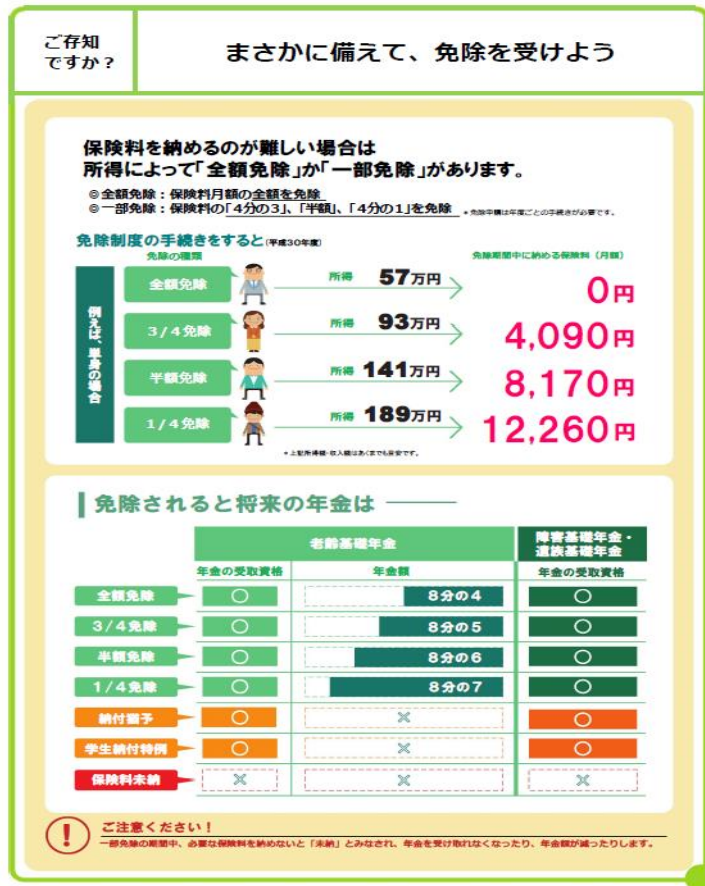 ご存知
ですか？
まさかに備えて、免除を受けよう
保険料を納めるのが難しい場合は
所得によって「全額免除」か「一部免除」があります。
◎全額免除：保険料月額の全額を免除
◎一部免除：保険料の「4分の3」、「半額」、「4分の1」を免除 *免除申請は年度ごとの手続きが必要です。
免除制度の手続きをすると(平成30年度)
免除の種類 免除期間中に納める保険料（月額）
例えば、単身の場合
全額免除 所得 57万円 0円
3/4免除 所得 93万円 4,090円
半額免除 所得 141万円 8,170円
1/4免除 所得 189万円 12,260円
*上記所得額・収入額はあくまでも目安です。
免除されると将来の年金は
老齢基礎年金 障害基礎年金・
遺族基礎年金
年金の受取資格 年金額 年金の受取資格
全額免除 ○ 8分の4 ○
3/4免除 ○ 8分の5 ○
半額免除 ○ 8分の6 ○
1/4免除 ○ 8分の7 ○
納付猶予 ○ × ○
学生納付特例 ○ × ○
保険料未納 × × ×
! ご注意ください！
一部免除の期間中、必要な保険料を納めないと「未納」とみなされ、年金を受け取れなくなったり、年金額が減ったりします。